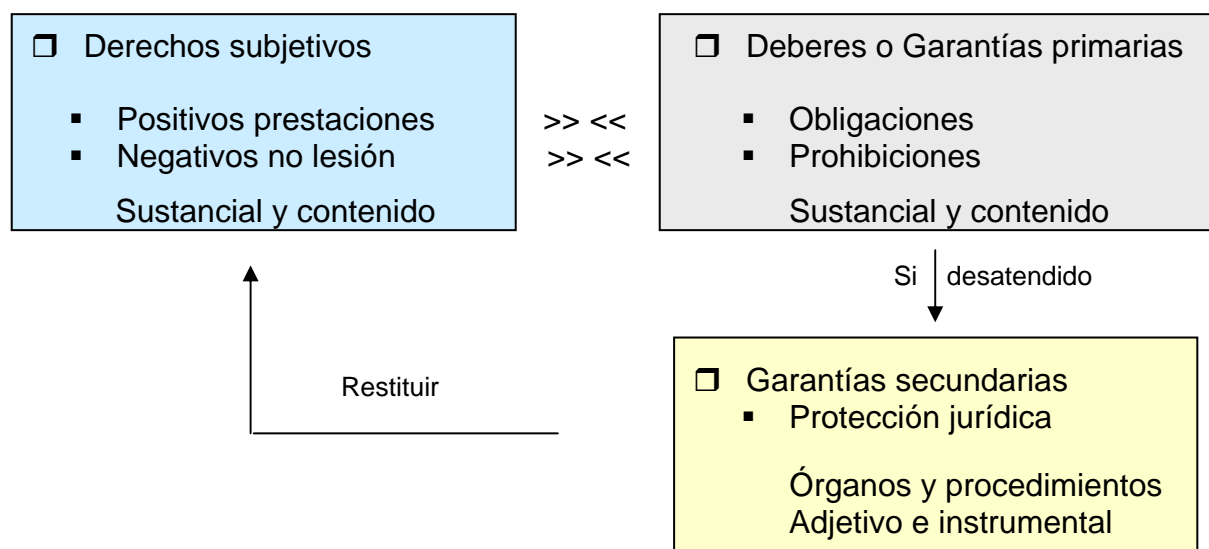 ❒ Derechos subjetivos
▪ Positivos prestaciones
▪ Negativos no lesión
Sustancial y contenido
>> <<
>> <<
❒ Deberes o Garantías primarias
▪ Obligaciones
▪ Prohibiciones
Sustancial y contenido
Si desatendido
❒ Garantías secundarias
▪ Protección jurídica
Órganos y procedimientos
Adjetivo e instrumental
Restituir